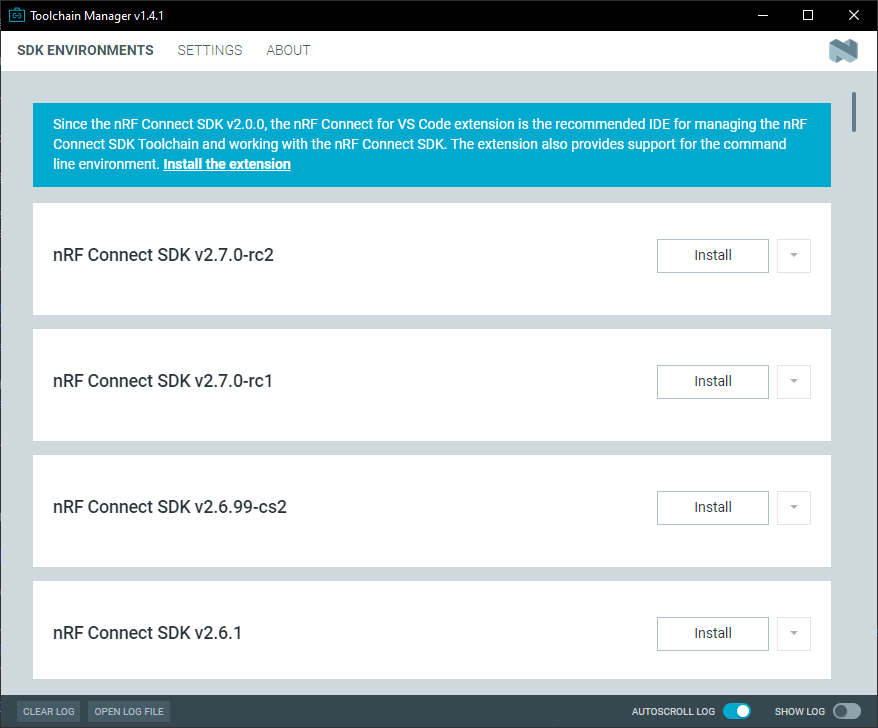 Toolchain Manager v1.4.1
SDK ENVIRONMENTS SETTINGS ABOUT
Since the nRF Connect SDK v2.0.0, the nRF Connect for VS Code extension is the recommended IDE for managing the nRF
Connect SDK Toolchain and working with the nRF Connect SDK. The extension also provides support for the command
line environment. Install the extension
nRF Connect SDK v2.7.0-rc2 Install
nRF Connect SDK v2.7.0-rc1 Install
nRF Connect SDK v2.6.99-cs2 Install
nRF Connect SDK v2.6.1 Install
CLEAR LOG OPEN LOG FILE AUTOSCROLL LOG SHOW LOG